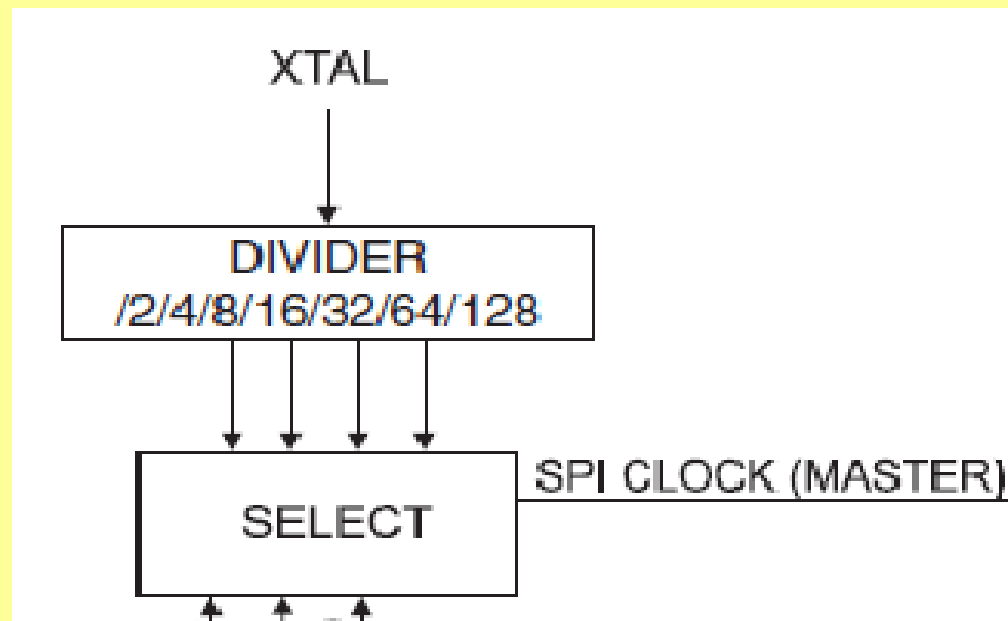 XTAL
DIVIDER
/2/4/8/16/32/64/128
SPI CLOCK (MASTER)
SELECT